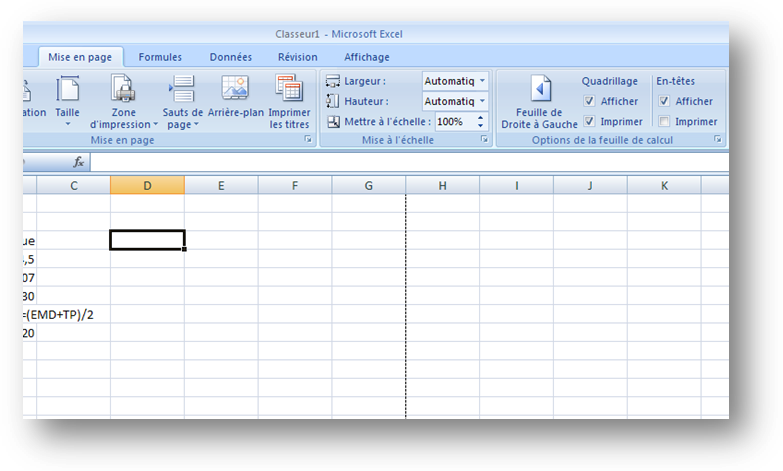 Classeur1 - Microsoft Excel
Mise en page Formules Données Révision Affichage
Largeur : Automatiq Quadrillage En-têtes
Hauteur : Automatiq Afficher Afficher
ation Taille Zone d'impression Sauts de page Arrière-plan Imprimer les titres
Mettre à l'échelle : 100% Feuille de Droite à Gauche Imprimer Imprimer
Mise en page Mise à l'échelle Options de la feuille de calcul
fx
C D E F G H I J K
ue
,5
07
30
=(EMD+TP)/2
20